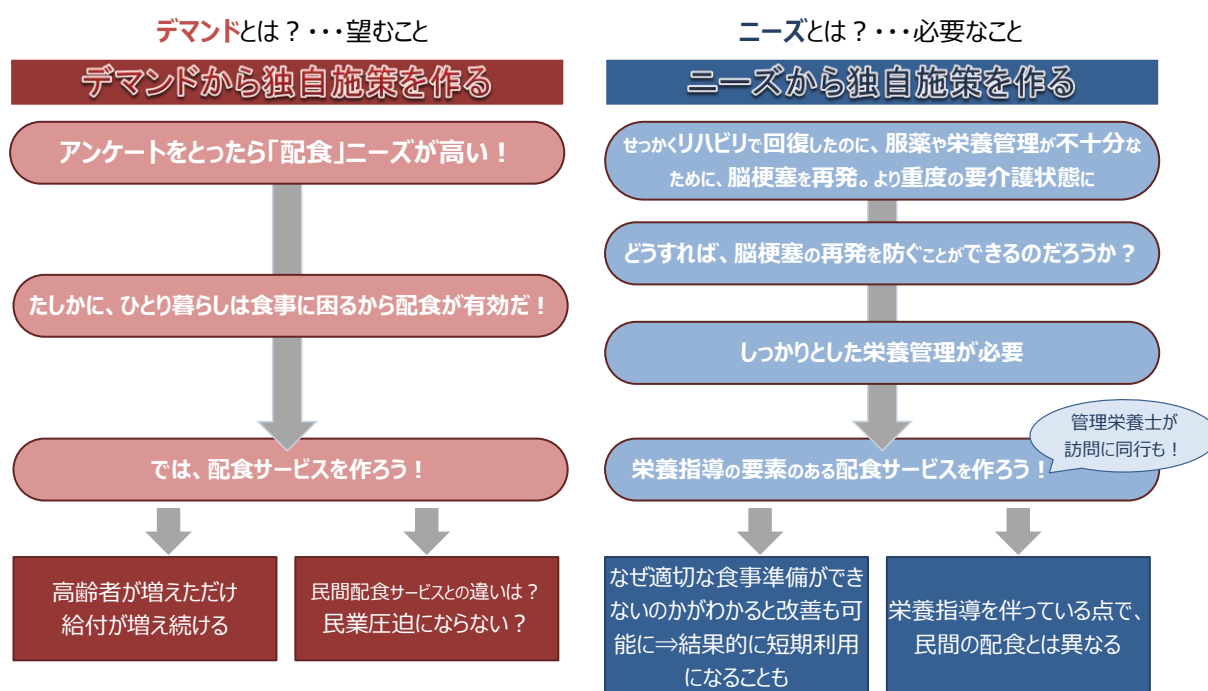 デマンドとは？・・・望むこと
デマンドから独自施策を作る
アンケートをとったら「配食」ニーズが高い！
たしかに、ひとり暮らしは食事に困るから配食が有効だ！
では、配食サービスを作ろう！
高齢者が増えただけ
給付が増え続ける
民間配食サービスとの違いは？
民業圧迫にならない？
ニーズとは？・・・必要なこと
ニーズから独自施策を作る
せっかくリハビリで回復したのに、服薬や栄養管理が不十分な
ために、脳梗塞を再発。より重度の要介護状態に
どうすれば、脳梗塞の再発を防ぐことができるのだろうか？
しっかりとした栄養管理が必要
管理栄養士が
訪問に同行も！
栄養指導の要素のある配食サービスを作ろう！
なぜ適切な食事準備ができ
ないのかがわかると改善も可
能に⇒結果的に短期利用
になることも
栄養指導を伴っている点で、
民間の配食とは異なる